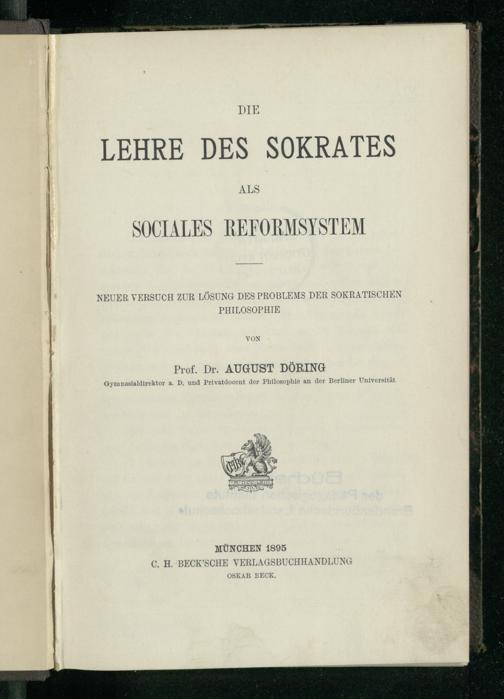 DIE
LEHRE DES SOKRATES
ALS
SOCIALES REFORMSYSTEM
NEUER VERSUCH ZUR LÖSUNG DES PROBLEMS DER SOKRATISCHEN
PHILOSOPHIE
VON
Prof. Dr. AUGUST DÖRING
Gymnasialdirektor a. D. und Privatdocent der Philosophie an der Berliner Universität
MÜNCHEN 1895
C. H. BECK'SCHE VERLAGSBUCHHANDLUNG
OSKAR BECK.